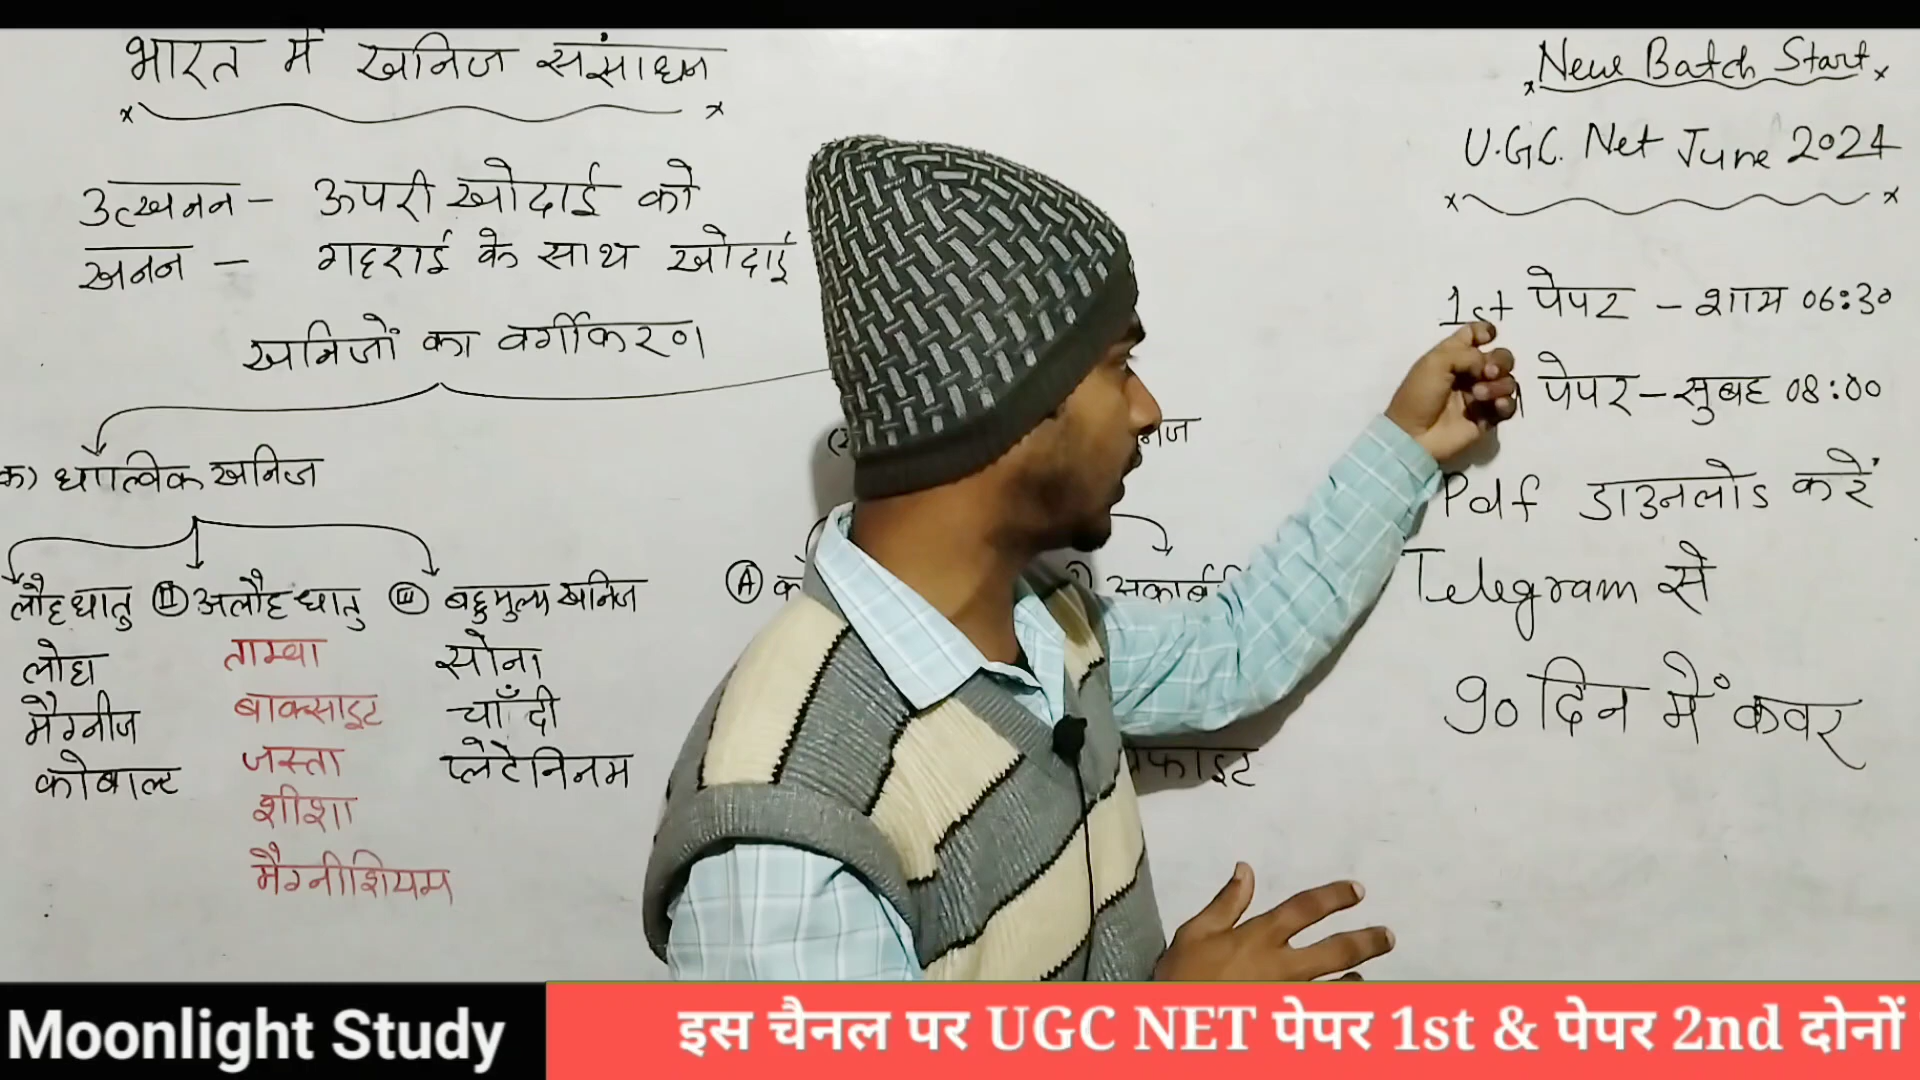 भारत में खनिज संसाधन
उत्खनन – ऊपरी खोदाई को
खनन – गहराई के साथ खोदाई
खनिजों का वर्गीकरण
क) धात्विक खनिज
लौह धातु II अलौह धातु III बहुमुल्य खनिज
लोहा ताम्बा सोना
मैग्नीज बाक्साइट चाँदी
कोबाल्ट जस्ता प्लेटेनिनम
शीशा
मैग्नीशियम
A
New Batch Start
U.G.C. Net June 2024
1st पेपर – शाम 06:30
पेपर – सुबह 08:00
Pdf डाउनलोड करें
Telegram से
90 दिन में कवर
Moonlight Study
इस चैनल पर UGC NET पेपर 1st & पेपर 2nd दोनों